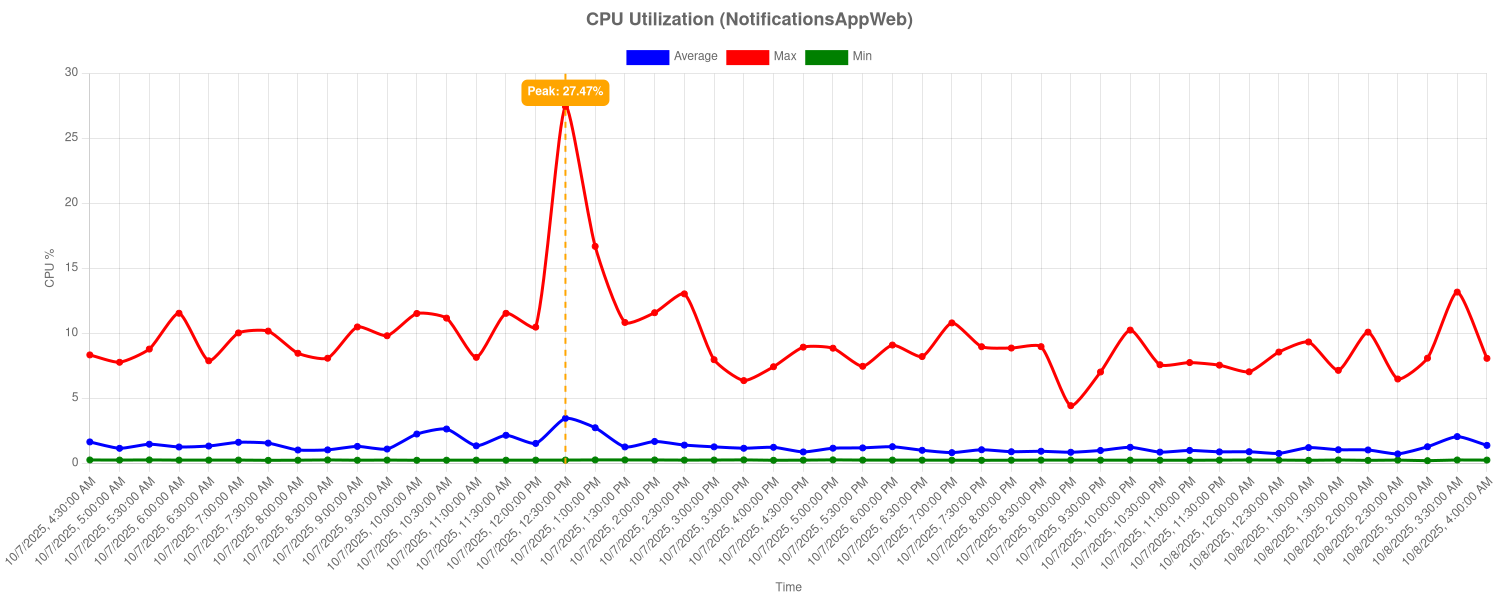 CPU Utilization (NotificationsAppWeb)
Average Max Min
Peak: 27.47%
30
25
20
15
10
5
0
CPU %
10/7/2025, 4:30:00 AM
10/7/2025, 5:00:00 AM
10/7/2025, 5:30:00 AM
10/7/2025, 6:00:00 AM
10/7/2025, 6:30:00 AM
10/7/2025, 7:00:00 AM
10/7/2025, 7:30:00 AM
10/7/2025, 8:00:00 AM
10/7/2025, 8:30:00 AM
10/7/2025, 9:00:00 AM
10/7/2025, 9:30:00 AM
10/7/2025, 10:00:00 AM
10/7/2025, 10:30:00 AM
10/7/2025, 11:00:00 AM
10/7/2025, 11:30:00 AM
10/7/2025, 12:00:00 PM
10/7/2025, 12:30:00 PM
10/7/2025, 1:00:00 PM
10/7/2025, 1:30:00 PM
10/7/2025, 2:00:00 PM
10/7/2025, 2:30:00 PM
10/7/2025, 3:00:00 PM
10/7/2025, 3:30:00 PM
10/7/2025, 4:00:00 PM
10/7/2025, 4:30:00 PM
10/7/2025, 5:00:00 PM
10/7/2025, 5:30:00 PM
10/7/2025, 6:00:00 PM
10/7/2025, 6:30:00 PM
10/7/2025, 7:00:00 PM
10/7/2025, 7:30:00 PM
10/7/2025, 8:00:00 PM
10/7/2025, 8:30:00 PM
10/7/2025, 9:00:00 PM
10/7/2025, 9:30:00 PM
10/7/2025, 10:00:00 PM
10/7/2025, 10:30:00 PM
10/7/2025, 11:00:00 PM
10/7/2025, 11:30:00 PM
10/8/2025, 12:00:00 AM
10/8/2025, 12:30:00 AM
10/8/2025, 1:00:00 AM
10/8/2025, 1:30:00 AM
10/8/2025, 2:00:00 AM
10/8/2025, 2:30:00 AM
10/8/2025, 3:00:00 AM
10/8/2025, 3:30:00 AM
10/8/2025, 4:00:00 AM
Time